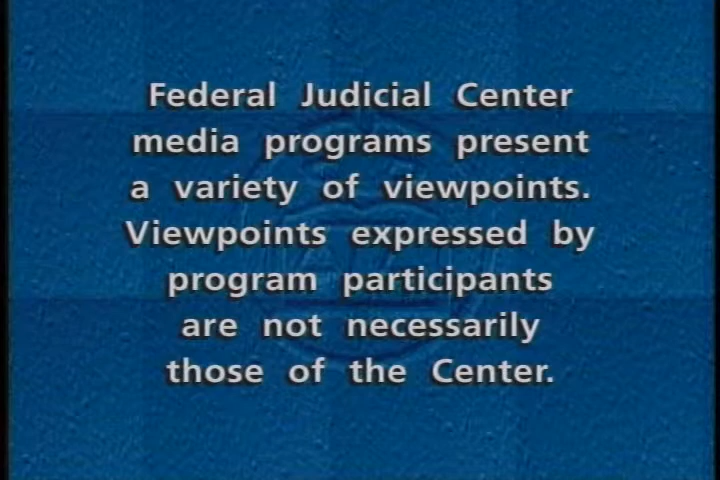 Federal Judicial Center
media programs present
a variety of viewpoints.
Viewpoints expressed by
program participants
are not necessarily
those of the Center.